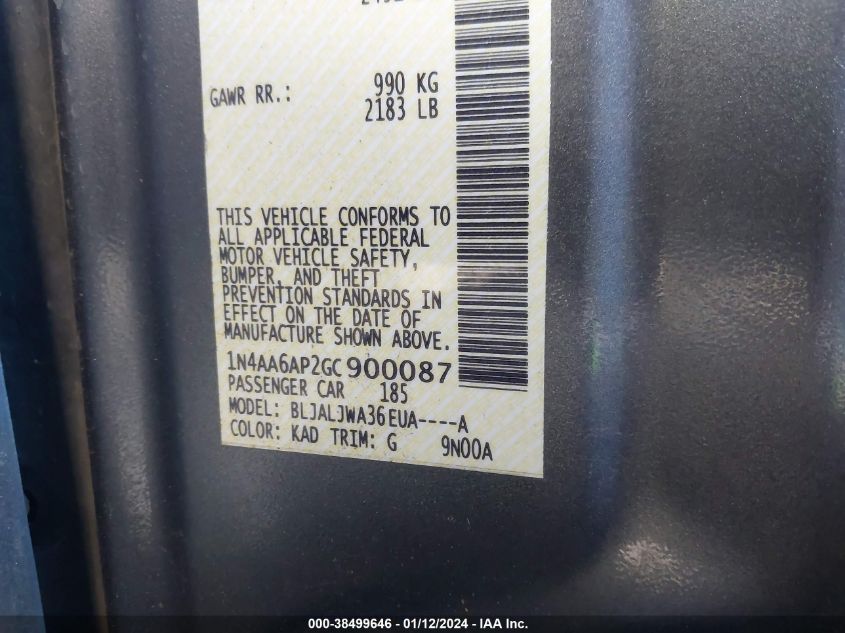 GAWR RR.: 990 KG
2183 LB
THIS VEHICLE CONFORMS TO
ALL APPLICABLE FEDERAL
MOTOR VEHICLE SAFETY,
BUMPER, AND THEFT
PREVENTION STANDARDS IN
EFFECT ON THE DATE OF
MANUFACTURE SHOWN ABOVE.
1N4AA6AP2GC900087
PASSENGER CAR 185
MODEL: BLJALJWA36EUA----A
COLOR: KAD TRIM: G 9N00A
000-38499646 - 01/12/2024 - IAA Inc.